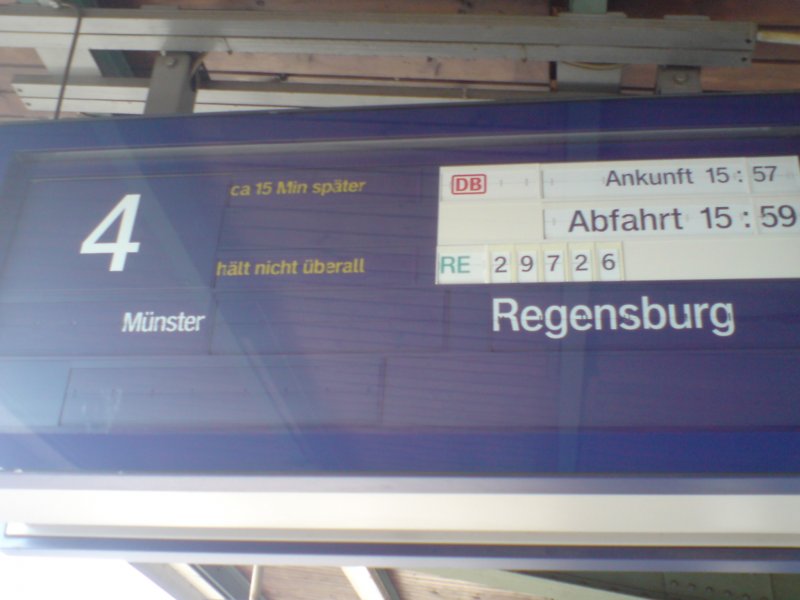 4
ca 15 Min später
hält nicht überall
Münster
DB Ankunft 15:57
Abfahrt 15:59
RE 29726
Regensburg